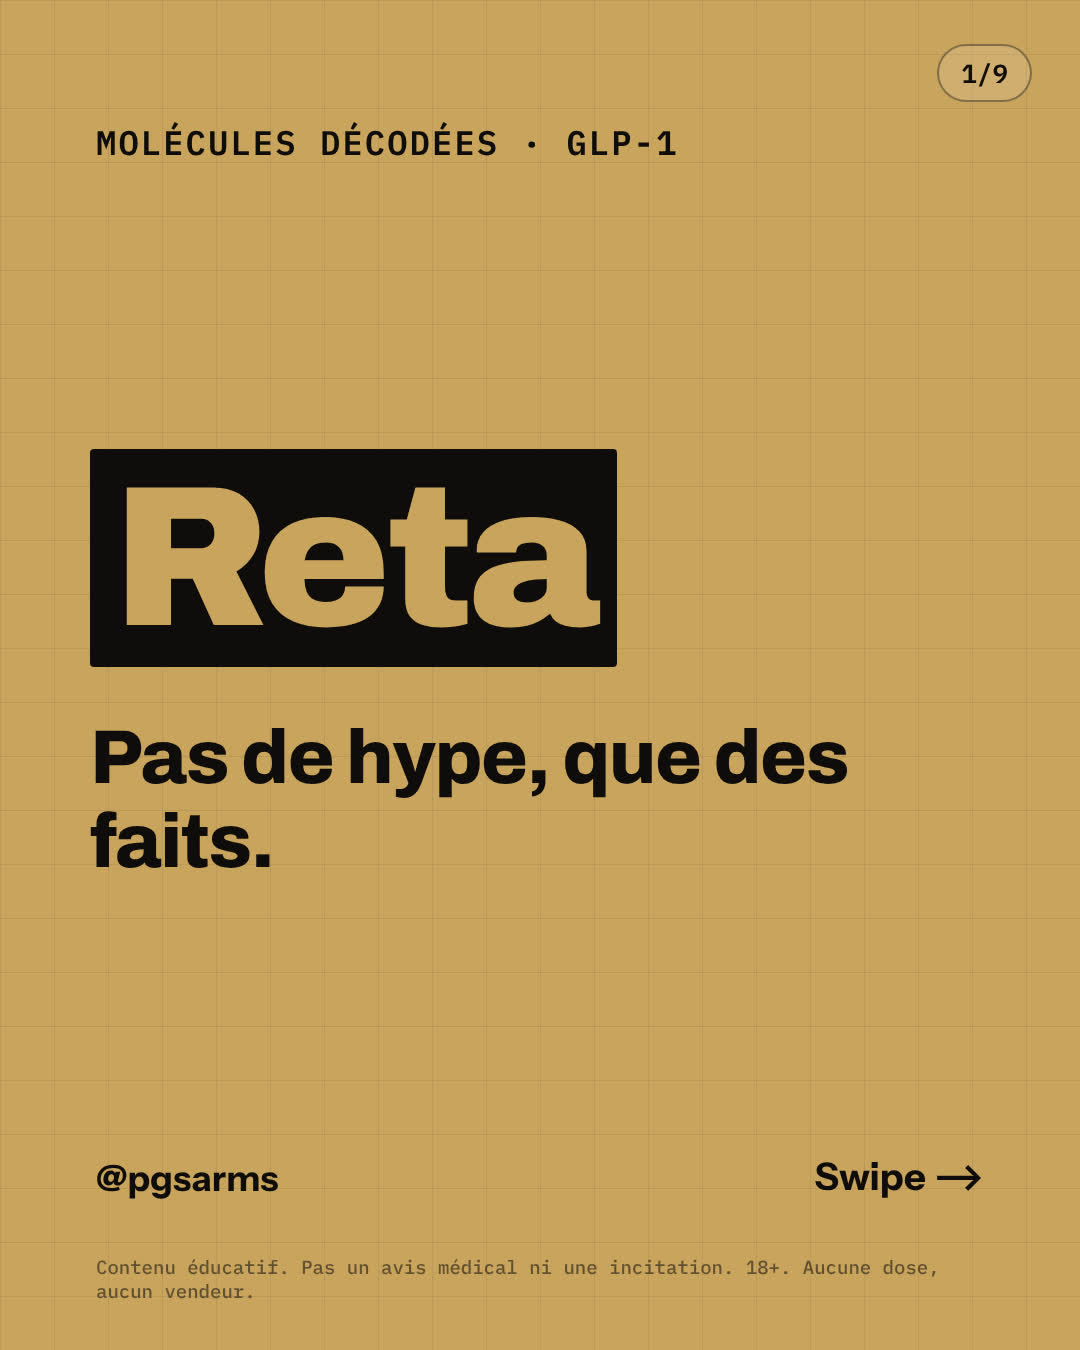 1/9
MOLÉCULES DÉCODÉES · GLP-1
Reta
Pas de hype, que des
faits.
@pgsarms
Swipe →
Contenu éducatif. Pas un avis médical ni une incitation. 18+. Aucune dose,
aucun vendeur.